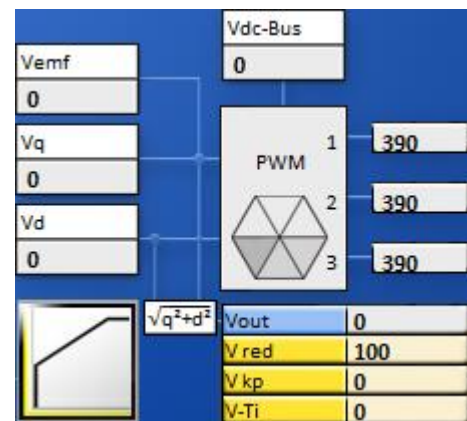 Vdc-Bus
0
Vemf
0
Vq
0
Vd
0
PWM
1
390
2
390
3
390
√q²+d²
Vout 0
V red 100
V kp 0
V-Ti 0